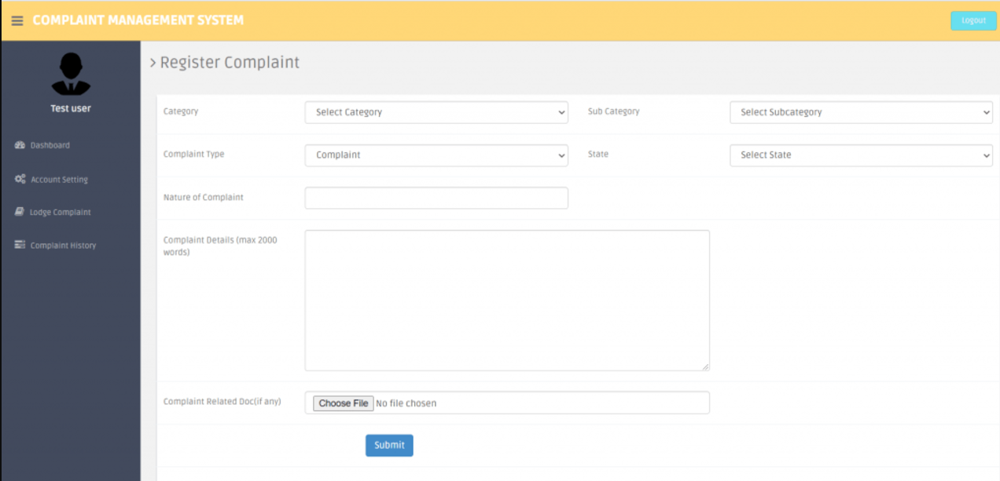 COMPLAINT MANAGEMENT SYSTEM
Logout
Test user
Dashboard
Account Setting
Lodge Complaint
Complaint History
> Register Complaint
Category
Select Category
Sub Category
Select Subcategory
Complaint Type
Complaint
State
Select State
Nature of Complaint
Complaint Details (max 2000
words)
Complaint Related Doc(if any)
Choose File No file chosen
Submit